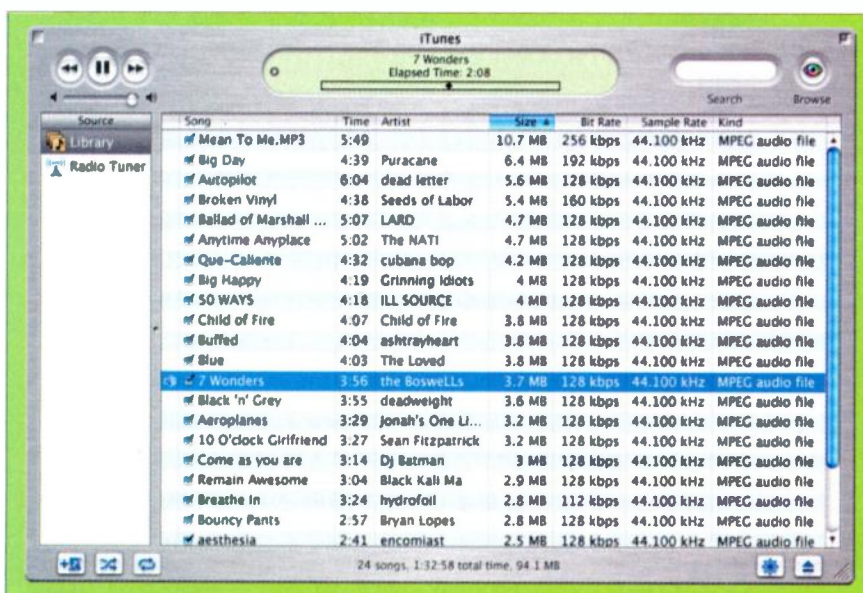 iTunes
7 Wonders
Elapsed Time: 2:08
Search
Browse
Source
Library
Radio Tuner
Song Time Artist Size Bit Rate Sample Rate Kind
Mean To Me.MP3 5:49 10.7 MB 256 kbps 44.100 kHz MPEG audio file
Big Day 4:39 Puracane 6.4 MB 192 kbps 44.100 kHz MPEG audio file
Autopilot 6:04 dead letter 5.6 MB 128 kbps 44.100 kHz MPEG audio file
Broken Vinyl 4:38 Seeds of Labor 5.4 MB 160 kbps 44.100 kHz MPEG audio file
Ballad of Marshall ... 5:07 LARD 4.7 MB 128 kbps 44.100 kHz MPEG audio file
Anytime Anyplace 5:02 The NATI 4.7 MB 128 kbps 44.100 kHz MPEG audio file
Que-Caliente 4:32 cubana bop 4.2 MB 128 kbps 44.100 kHz MPEG audio file
Big Happy 4:19 Grinning Idiots 4 MB 128 kbps 44.100 kHz MPEG audio file
50 WAYS 4:18 ILL SOURCE 4 MB 128 kbps 44.100 kHz MPEG audio file
Child of Fire 4:07 Child of Fire 3.8 MB 128 kbps 44.100 kHz MPEG audio file
Buffed 4:04 ashtrayheart 3.8 MB 128 kbps 44.100 kHz MPEG audio file
Blue 4:03 The Loved 3.8 MB 128 kbps 44.100 kHz MPEG audio file
7 Wonders 3:56 the BosweLLs 3.7 MB 128 kbps 44.100 kHz MPEG audio file
Black 'n' Grey 3:55 deadweight 3.6 MB 128 kbps 44.100 kHz MPEG audio file
Aeroplanes 3:29 Jonah's One Li... 3.2 MB 128 kbps 44.100 kHz MPEG audio file
10 O'clock Girlfriend 3:27 Sean Fitzpatrick 3.2 MB 128 kbps 44.100 kHz MPEG audio file
Come as you are 3:14 Dj Batman 3 MB 128 kbps 44.100 kHz MPEG audio file
Remain Awesome 3:04 Black Kali Ma 2.9 MB 128 kbps 44.100 kHz MPEG audio file
Breathe In 3:24 hydrofoil 2.8 MB 112 kbps 44.100 kHz MPEG audio file
Bouncy Pants 2:57 Bryan Lopes 2.8 MB 128 kbps 44.100 kHz MPEG audio file
aesthesia 2:41 encomiast 2.5 MB 128 kbps 44.100 kHz MPEG audio file
24 songs, 1:32:58 total time, 94.1 MB